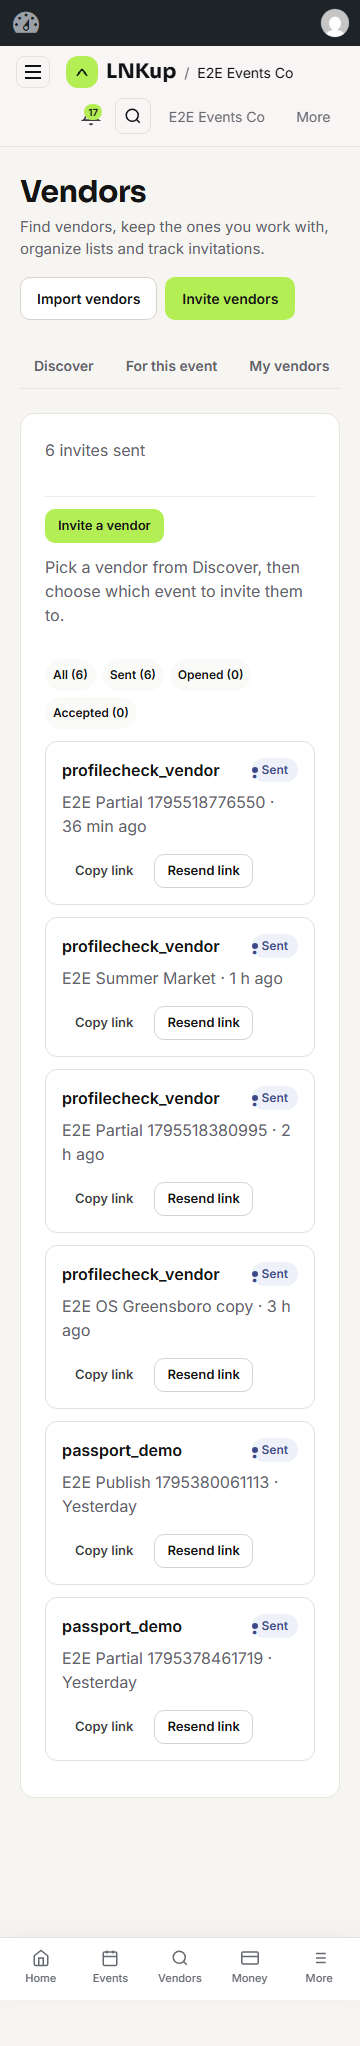 LNKup / E2E Events Co
17
E2E Events Co
More
Vendors
Find vendors, keep the ones you work with,
organize lists and track invitations.
Import vendors
Invite vendors
Discover
For this event
My vendors
6 invites sent
Invite a vendor
Pick a vendor from Discover, then
choose which event to invite them
to.
All (6)
Sent (6)
Opened (0)
Accepted (0)
profilecheck_vendor
Sent
E2E Partial 1795518776550 ·
36 min ago
Copy link
Resend link
profilecheck_vendor
Sent
E2E Summer Market · 1 h ago
Copy link
Resend link
profilecheck_vendor
Sent
E2E Partial 1795518380995 · 2
h ago
Copy link
Resend link
profilecheck_vendor
Sent
E2E OS Greensboro copy · 3 h
ago
Copy link
Resend link
passport_demo
Sent
E2E Publish 1795380061113 ·
Yesterday
Copy link
Resend link
passport_demo
Sent
E2E Partial 1795378461719 ·
Yesterday
Copy link
Resend link
Home
Events
Vendors
Money
More